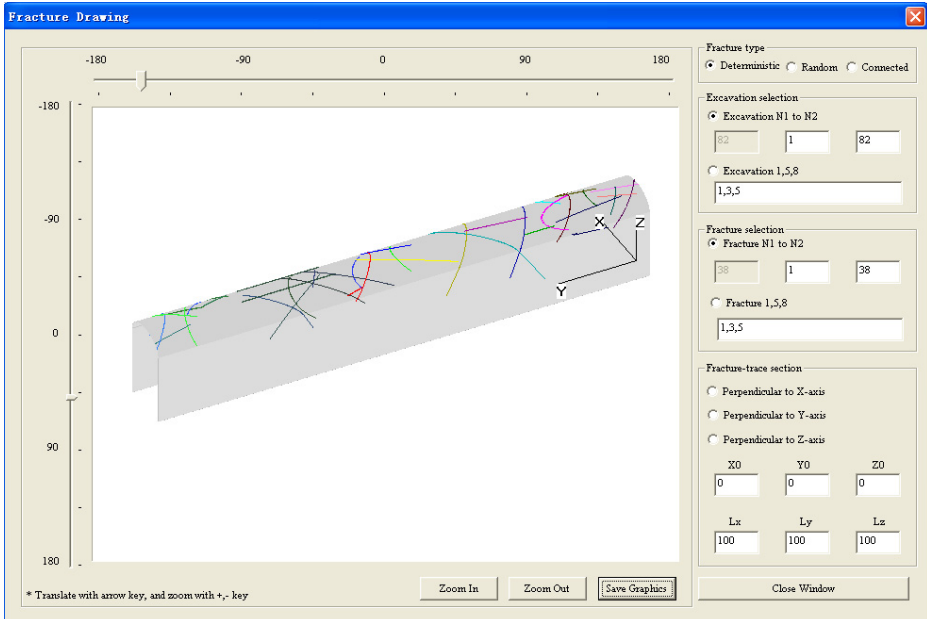 Fracture Drawing
-180 -90 0 90 180
-180
-90
0
90
180
X
Z
Y
* Translate with arrow key, and zoom with +,- key
Zoom In
Zoom Out
Save Graphics
Fracture type
Deterministic Random Connected
Excavation selection
Excavation N1 to N2
82 1 82
Excavation 1,5,8
1,3,5
Fracture selection
Fracture N1 to N2
38 1 38
Fracture 1,5,8
1,3,5
Fracture-trace section
Perpendicular to X-axis
Perpendicular to Y-axis
Perpendicular to Z-axis
X0 Y0 Z0
0 0 0
Lx Ly Lz
100 100 100
Close Window